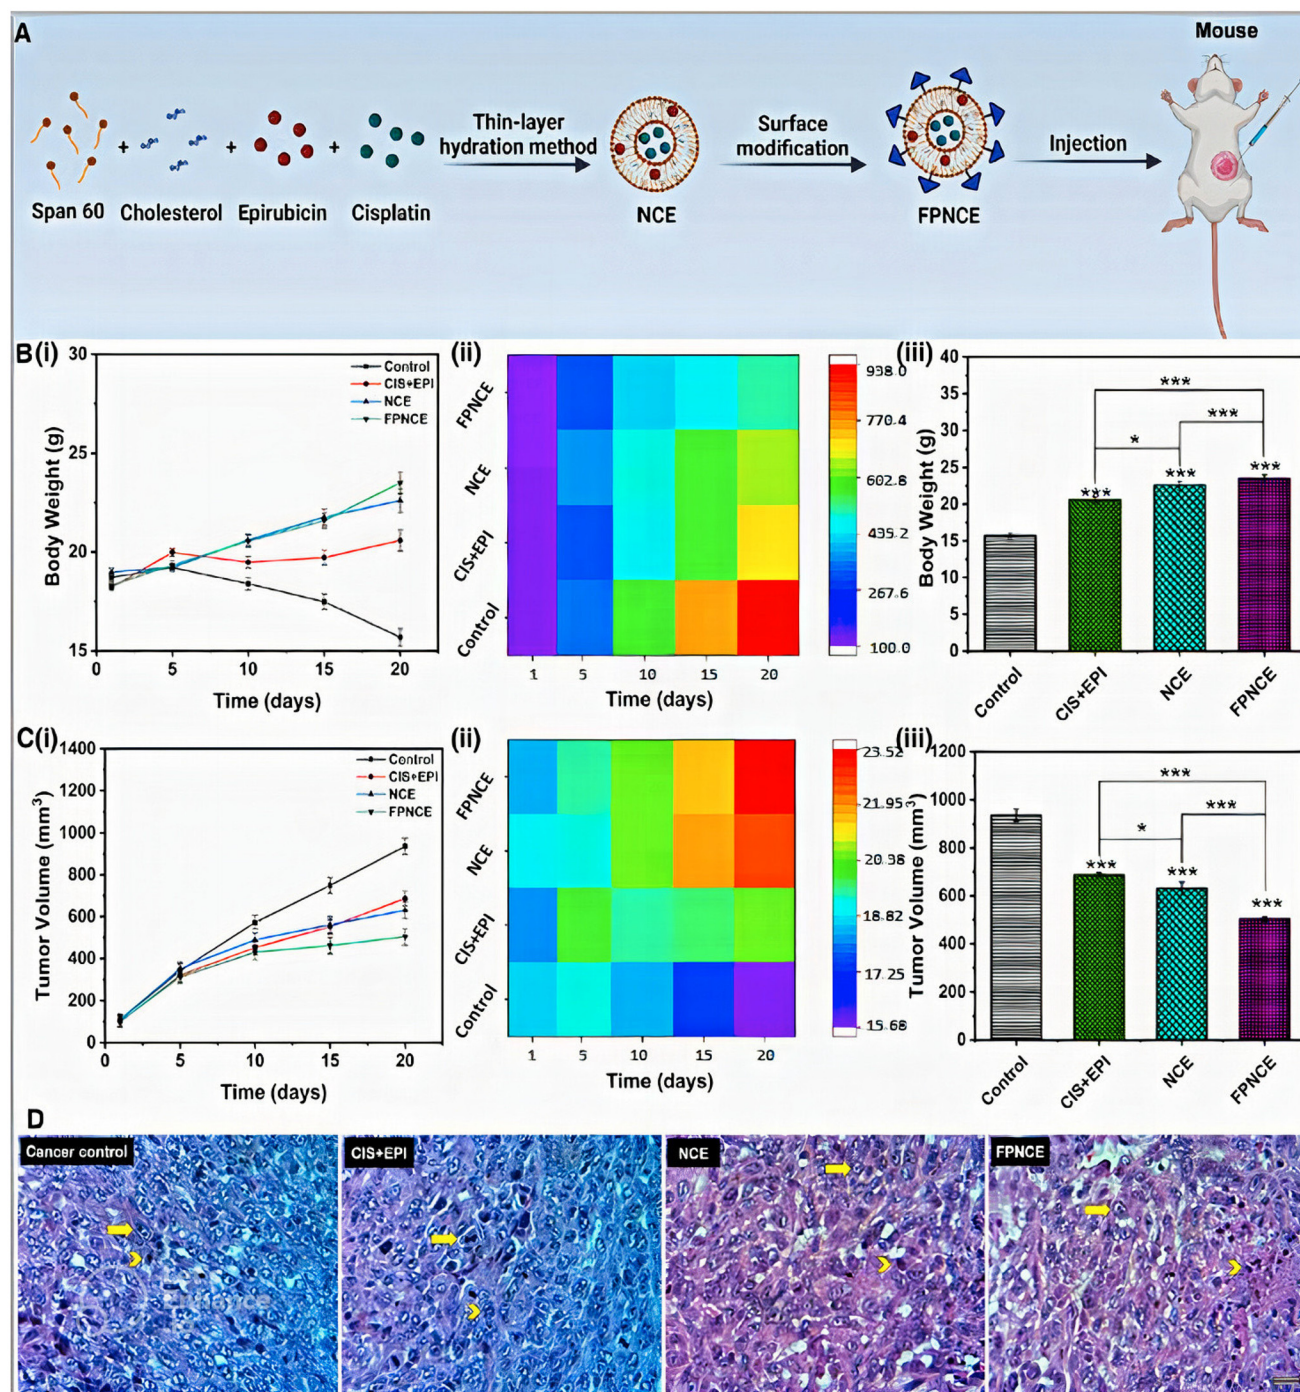 A
Mouse
Thin-layer
hydration method
Surface
modification
Injection
+
+
+
Span 60
Cholesterol
Epirubicin
Cisplatin
NCE
FPNCE
B(i)
30
25
20
15
Body Weight (g)
Control
CIS+EPI
NCE
FPNCE
0
5
10
15
20
Time (days)
(ii)
FPNCE
NCE
CIS+EPI
Control
1
5
10
15
20
Time (days)
938.0
770.4
602.8
435.2
267.6
100.0
(iii)
40
35
30
25
20
15
10
5
0
Body Weight (g)
***
***
*
***
***
***
Control
CIS+EPI
NCE
FPNCE
C(i)
1400
1000
800
600
400
200
0
Tumor Volume (mm³)
Control
CIS+EPI
NCE
FPNCE
0
5
10
15
20
Time (days)
(ii)
FPNCE
NCE
CIS+EPI
Control
1
5
10
15
20
Time (days)
23.52
21.95
20.38
18.82
17.25
15.68
(iii)
1200
1000
800
600
400
200
0
Tumor Volume (mm³)
***
***
*
***
***
***
Control
CIS+EPI
NCE
FPNCE
D
Cancer control
CIS+EPI
NCE
FPNCE
Enhance